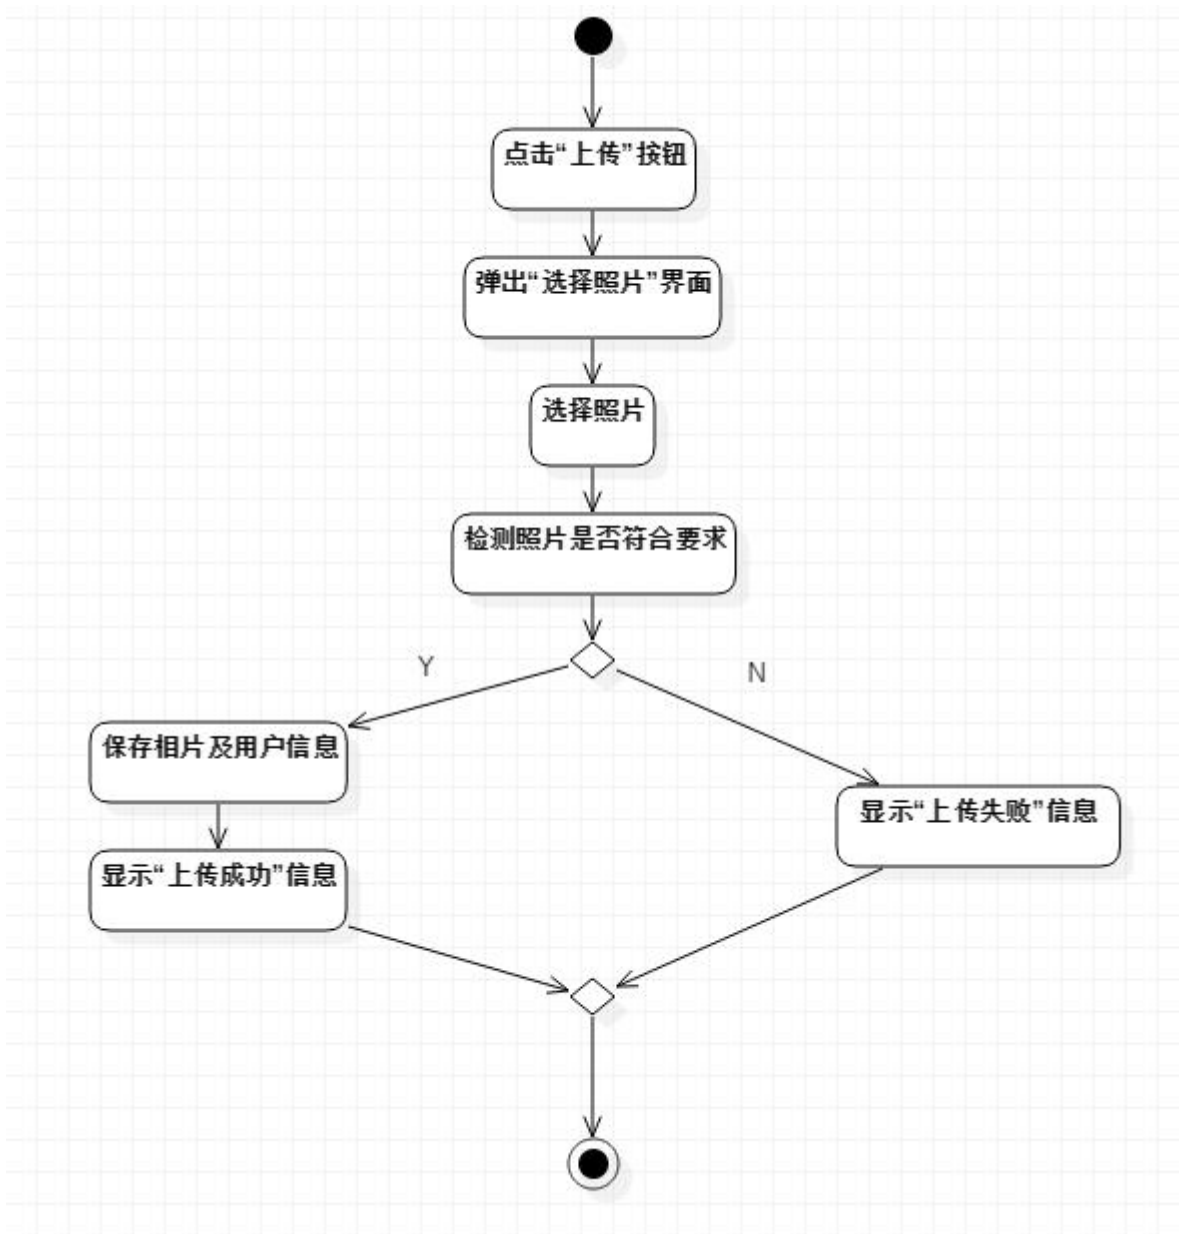 点击“上传”按钮
弹出“选择照片”界面
选择照片
检测照片是否符合要求
Y
N
保存相片及用户信息
显示“上传失败”信息
显示“上传成功”信息